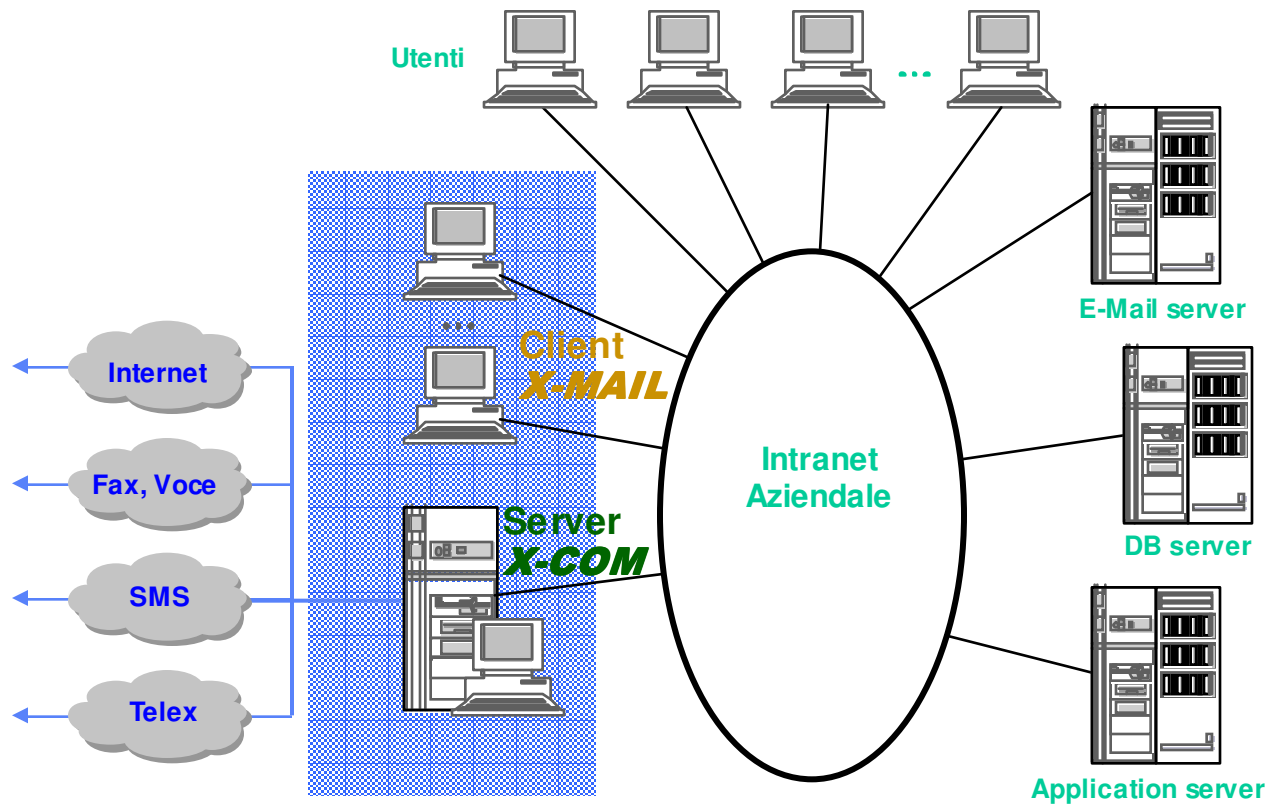 Utenti
...
E-Mail server
...
Client
X-MAIL
Internet
Intranet
Aziendale
Fax, Voce
Server
X-COM
DB server
SMS
Telex
Application server